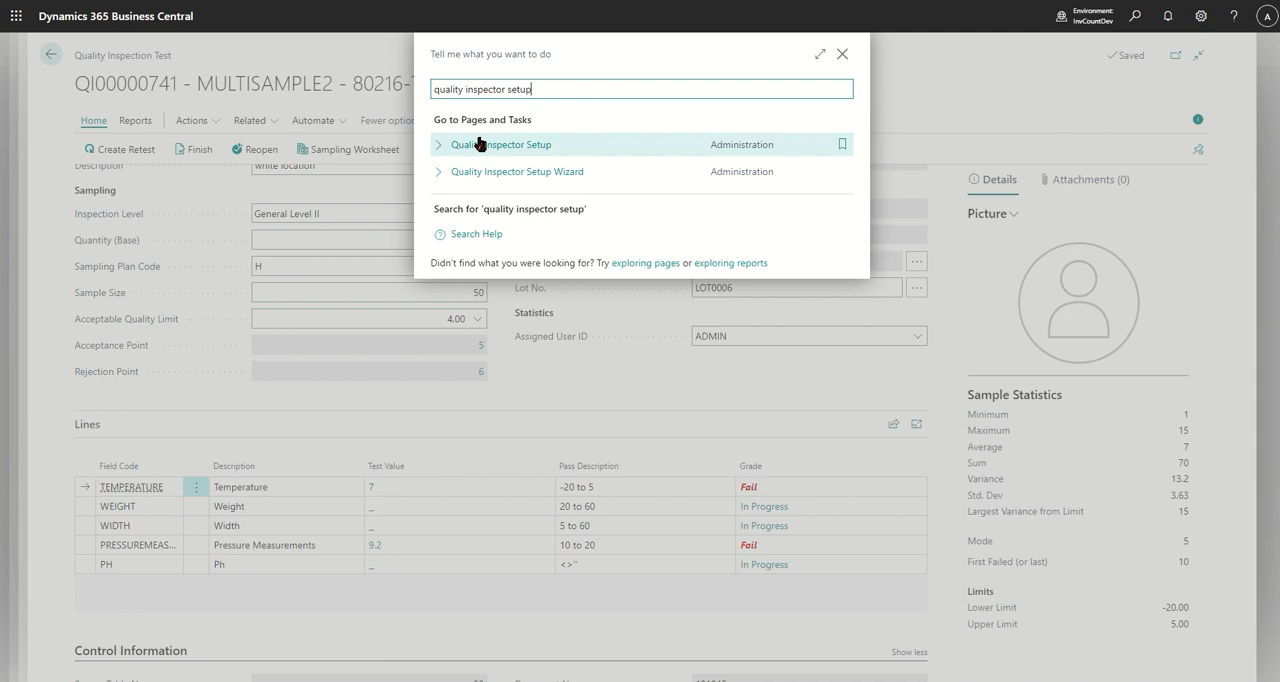 Dynamics 365 Business Central
Environment:
InvCountDev
?
A
Quality Inspection Test
Saved
QI00000741 - MULTISAMPLE2 - 80216-
Home
Reports
Actions
Related
Automate
Fewer option
Create Retest
Finish
Reopen
Sampling Worksheet
Tell me what you want to do
quality inspector setup
Go to Pages and Tasks
Quality Inspector Setup
Administration
Quality Inspector Setup Wizard
Administration
Search for 'quality inspector setup'
Search Help
Didn't find what you were looking for? Try exploring pages or exploring reports
Description
white location
Sampling
Inspection Level
General Level II
Quantity (Base)
Sampling Plan Code
H
Sample Size
50
Acceptable Quality Limit
4.00
Acceptance Point
5
Rejection Point
6
Lot No.
LOT0006
Statistics
Assigned User ID
ADMIN
Details
Attachments (0)
Picture
Lines
Field Code Description Test Value Pass Description Grade
TEMPERATURE Temperature 7 -20 to 5 Fail
WEIGHT Weight _ 20 to 60 In Progress
WIDTH Width _ 5 to 60 In Progress
PRESSUREMEAS... Pressure Measurements 9.2 10 to 20 Fail
PH Ph _ <>'' In Progress
Sample Statistics
Minimum 1
Maximum 15
Average 7
Sum 70
Variance 13.2
Std. Dev 3.63
Largest Variance from Limit 15
Mode 5
First Failed (or last) 10
Limits
Lower Limit -20.00
Upper Limit 5.00
Control Information
Show less